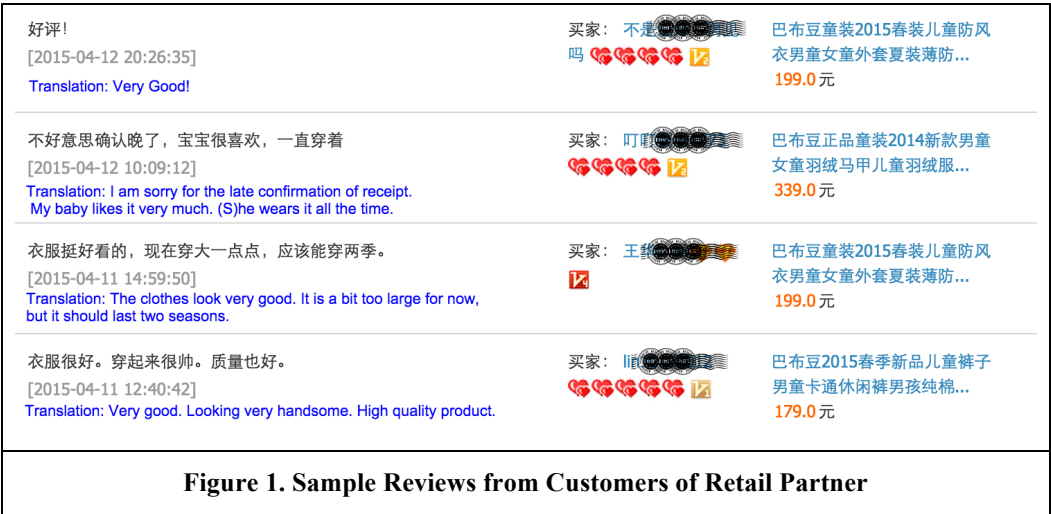 好评!
[2015-04-12 20:26:35]
Translation: Very Good!
买家: 不是
吗
巴布豆童装2015春装儿童防风
衣男童女童外套夏装薄防...
199.0元
不好意思确认晚了，宝宝很喜欢，一直穿着
[2015-04-12 10:09:12]
Translation: I am sorry for the late confirmation of receipt.
My baby likes it very much. (S)he wears it all the time.
买家: 叮
巴布豆正品童装2014新款男童
女童羽绒马甲儿童羽绒服...
339.0元
衣服挺好看的，现在穿大一点点，应该能穿两季。
[2015-04-11 14:59:50]
Translation: The clothes look very good. It is a bit too large for now,
but it should last two seasons.
买家: 王
巴布豆童装2015春装儿童防风
衣男童女童外套夏装薄防...
199.0元
衣服很好。穿起来很帅。质量也好。
[2015-04-11 12:40:42]
Translation: Very good. Looking very handsome. High quality product.
买家: lin
巴布豆2015春季新品儿童裤子
男童卡通休闲裤男孩纯棉...
179.0元
Figure 1. Sample Reviews from Customers of Retail Partner